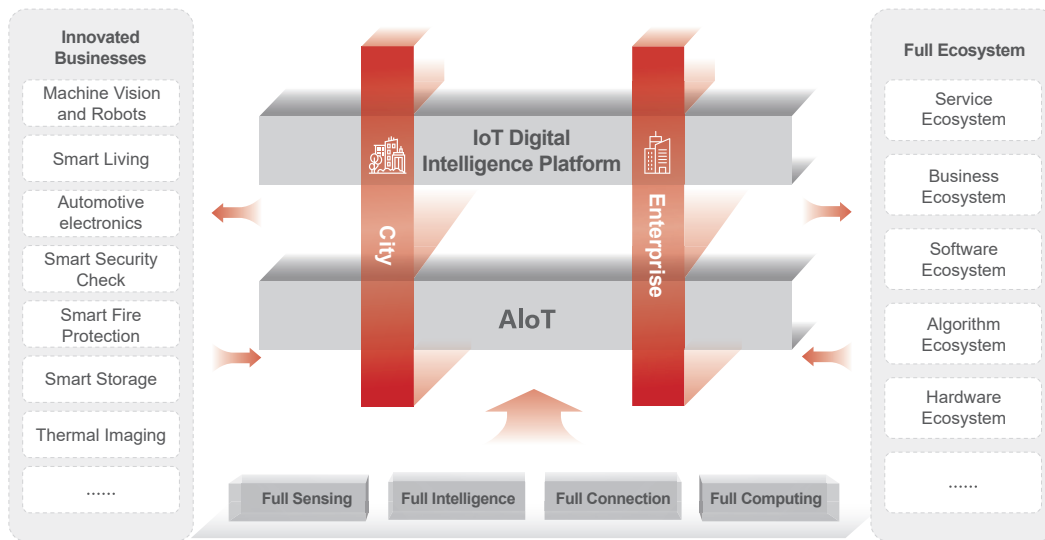 Innovated
Businesses
Machine Vision
and Robots
Smart Living
Automotive
electronics
Smart Security
Check
Smart Fire
Protection
Smart Storage
Thermal Imaging
......
IoT Digital
Intelligence Platform
City
Enterprise
AIoT
Full Sensing
Full Intelligence
Full Connection
Full Computing
Full Ecosystem
Service
Ecosystem
Business
Ecosystem
Software
Ecosystem
Algorithm
Ecosystem
Hardware
Ecosystem
......